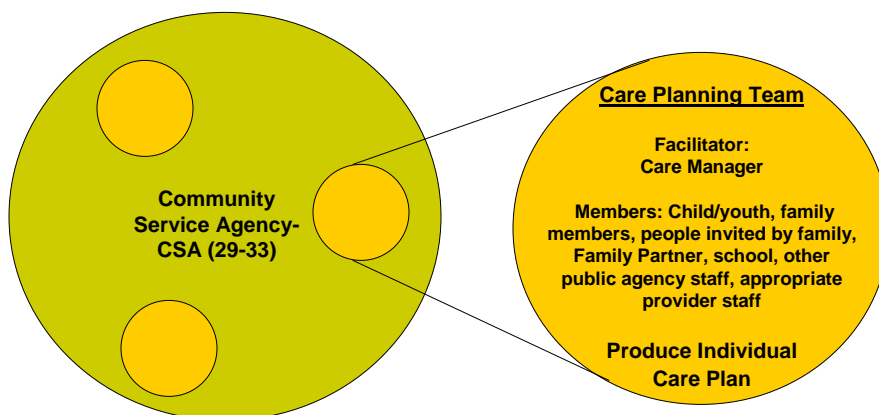 Community
Service Agency-
CSA (29-33)
Care Planning Team
Facilitator:
Care Manager
Members: Child/youth, family
members, people invited by family,
Family Partner, school, other
public agency staff, appropriate
provider staff
Produce Individual
Care Plan